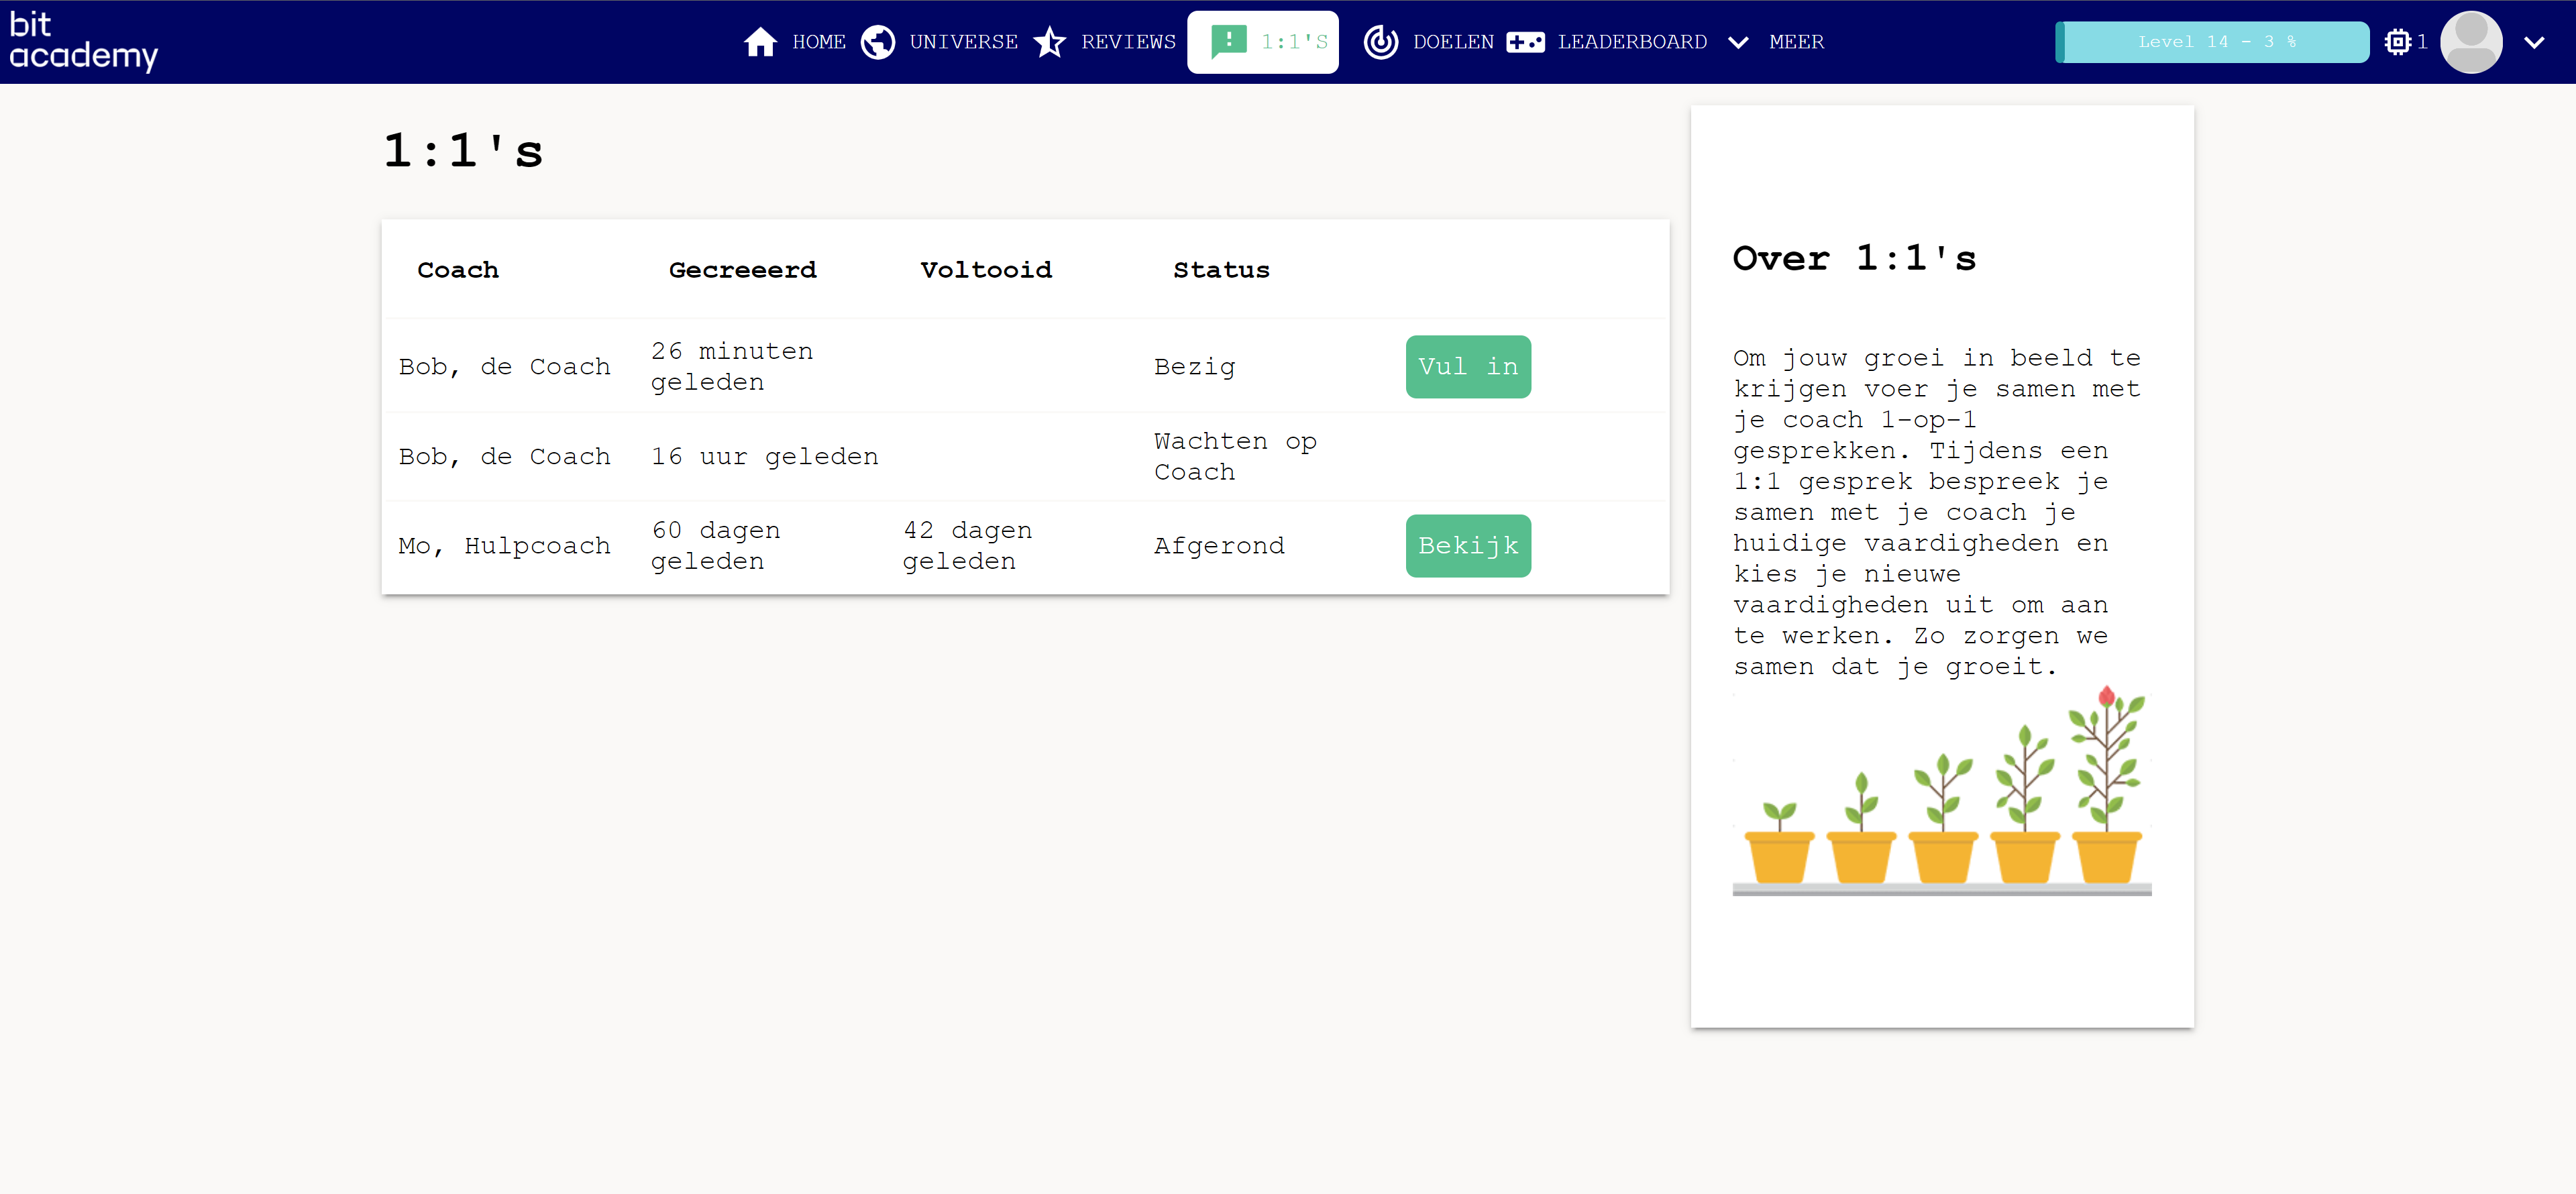 bit
academy
HOME UNIVERSE REVIEWS 1:1'S DOELEN LEADERBOARD MEER Level 14 - 3 % 1
1:1's
Coach Gecreeerd Voltooid Status
Bob, de Coach 26 minuten geleden Bezig Vul in
Bob, de Coach 16 uur geleden Wachten op Coach
Mo, Hulpcoach 60 dagen geleden 42 dagen geleden Afgerond Bekijk
Over 1:1's
Om jouw groei in beeld te
krijgen voer je samen met
je coach 1-op-1
gesprekken. Tijdens een
1:1 gesprek bespreek je
samen met je coach je
huidige vaardigheden en
kies je nieuwe
vaardigheden uit om aan
te werken. Zo zorgen we
samen dat je groeit.